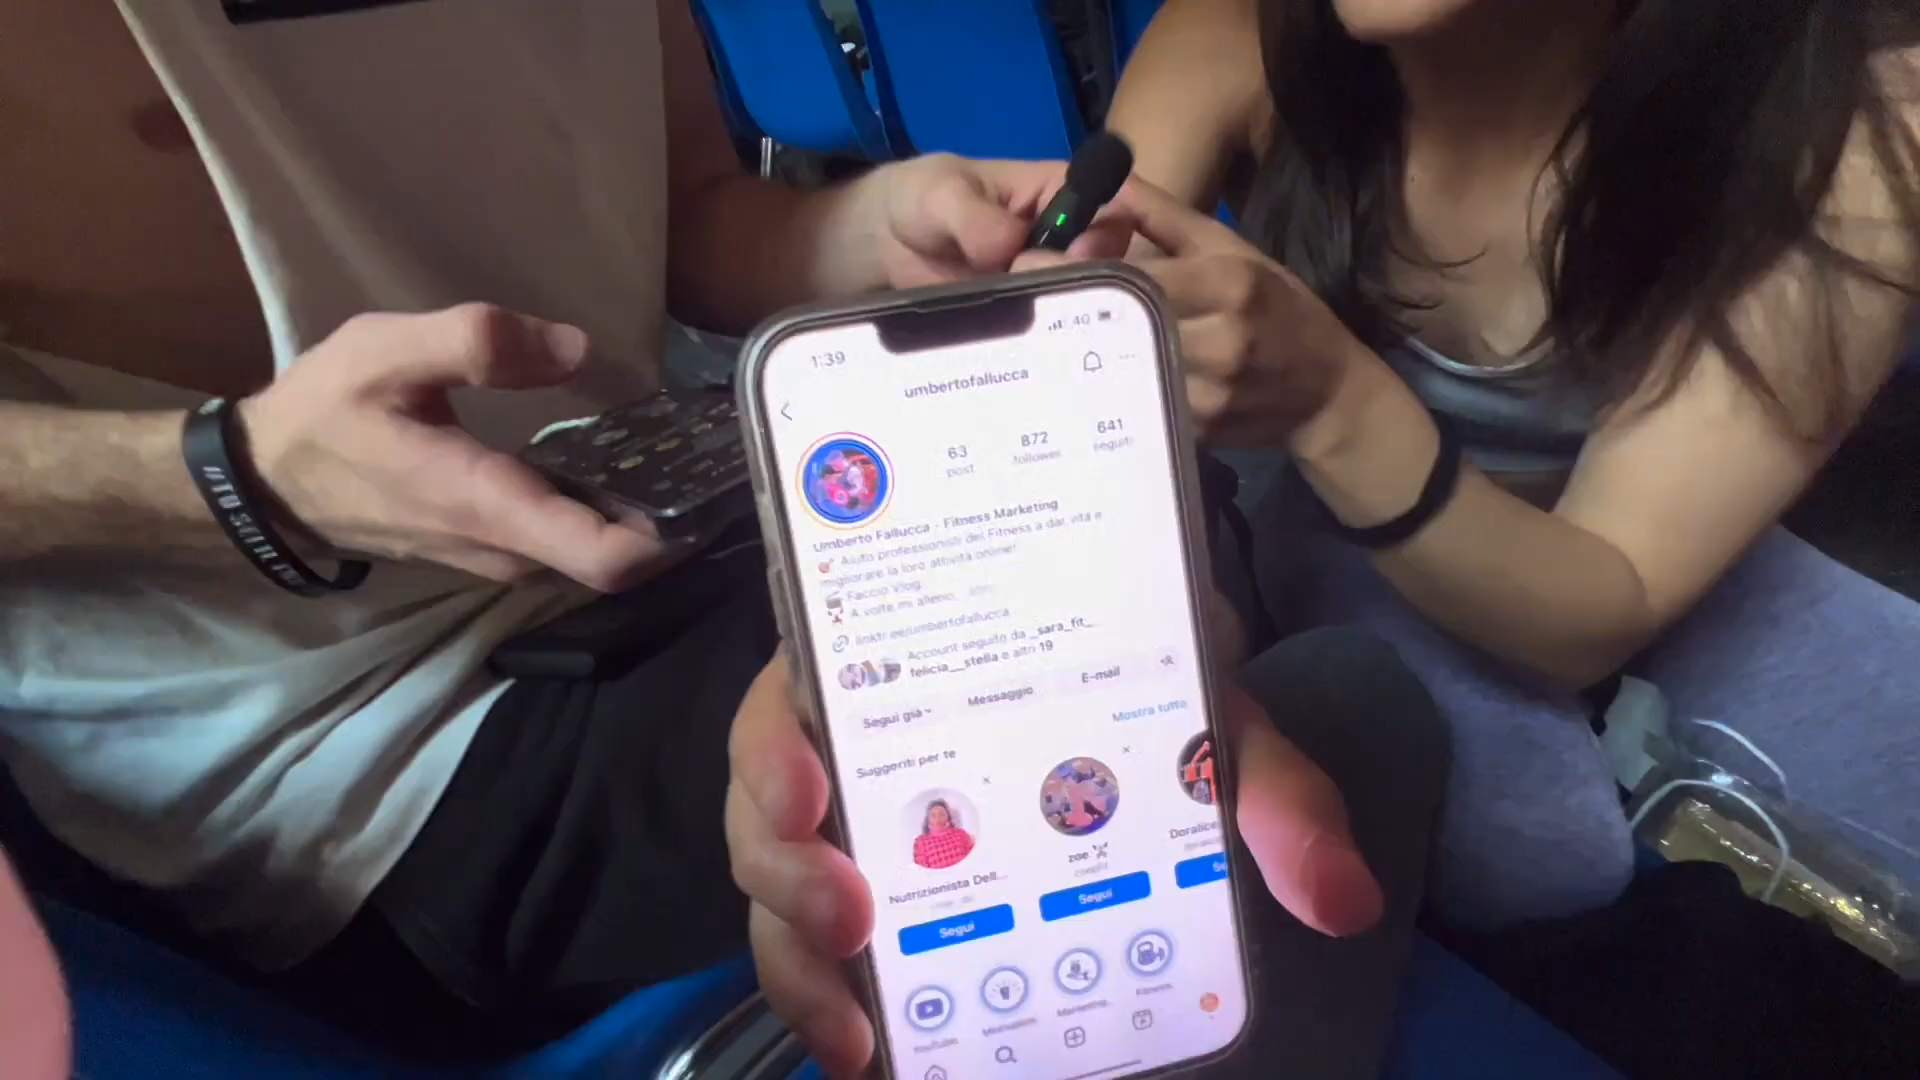 1:39
4G
umbertofallucca
63
872
641
post
follower
seguiti
Umberto Fallucca - Fitness Marketing
Aiuto professionisti del Fitness a dar vita e
migliorare la loro attività online!
Faccio Vlog
A volte mi alleno.
linktr.ee/umbertofallucca
Account seguito da _sara_fit_
felicia__stella e altri 19
Segui già
Messaggio
E-mail
Suggeriti per te
Mostra tutto
Nutrizionista Dell...
zoe
Doralice
Segui
Segui
YouTube
Motivation
Marketing
Fitness